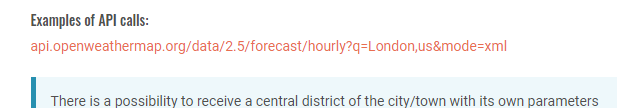 Examples of API calls:
api.openweathermap.org/data/2.5/forecast/hourly?q=London,us&mode=xml
There is a possibility to receive a central district of the city/town with its own parameters